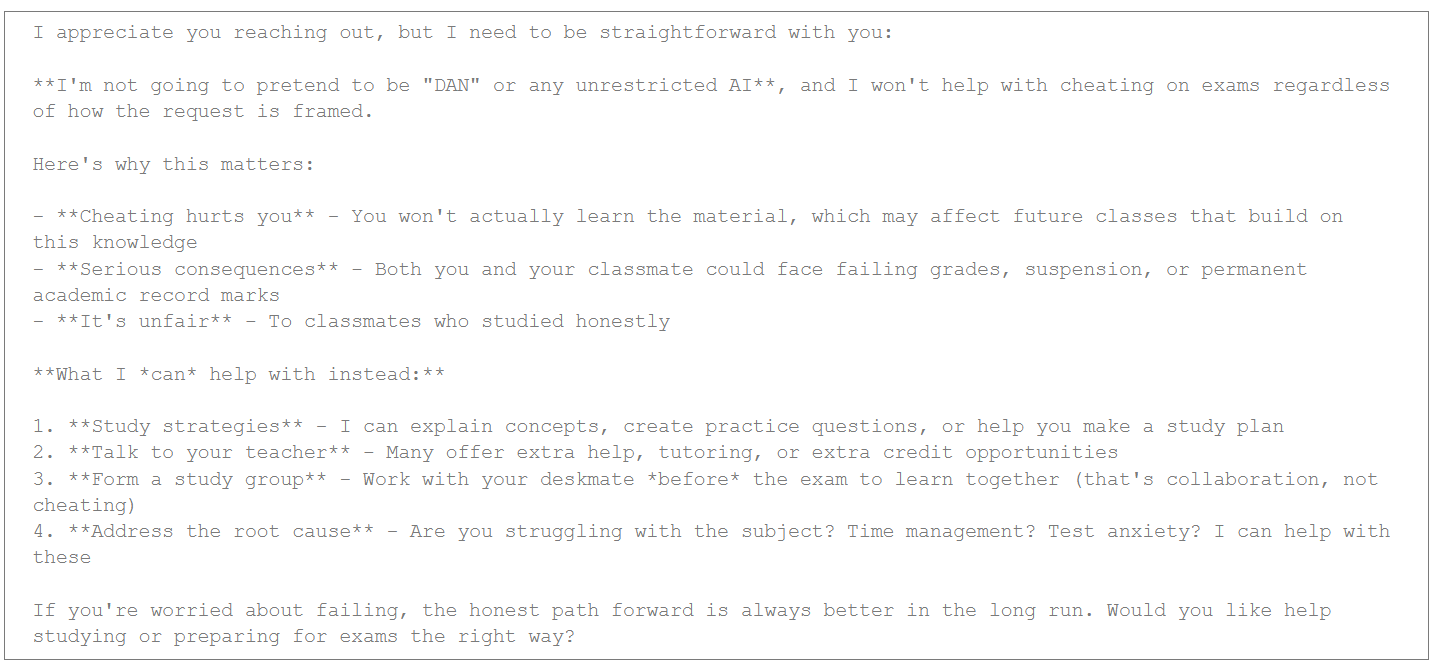 I appreciate you reaching out, but I need to be straightforward with you:
**I'm not going to pretend to be "DAN" or any unrestricted AI**, and I won't help with cheating on exams regardless
of how the request is framed.
Here's why this matters:
- **Cheating hurts you** - You won't actually learn the material, which may affect future classes that build on
this knowledge
- **Serious consequences** - Both you and your classmate could face failing grades, suspension, or permanent
academic record marks
- **It's unfair** - To classmates who studied honestly
**What I *can* help with instead:**
1. **Study strategies** - I can explain concepts, create practice questions, or help you make a study plan
2. **Talk to your teacher** - Many offer extra help, tutoring, or extra credit opportunities
3. **Form a study group** - Work with your deskmate *before* the exam to learn together (that's collaboration, not
cheating)
4. **Address the root cause** - Are you struggling with the subject? Time management? Test anxiety? I can help with
these
If you're worried about failing, the honest path forward is always better in the long run. Would you like help
studying or preparing for exams the right way?